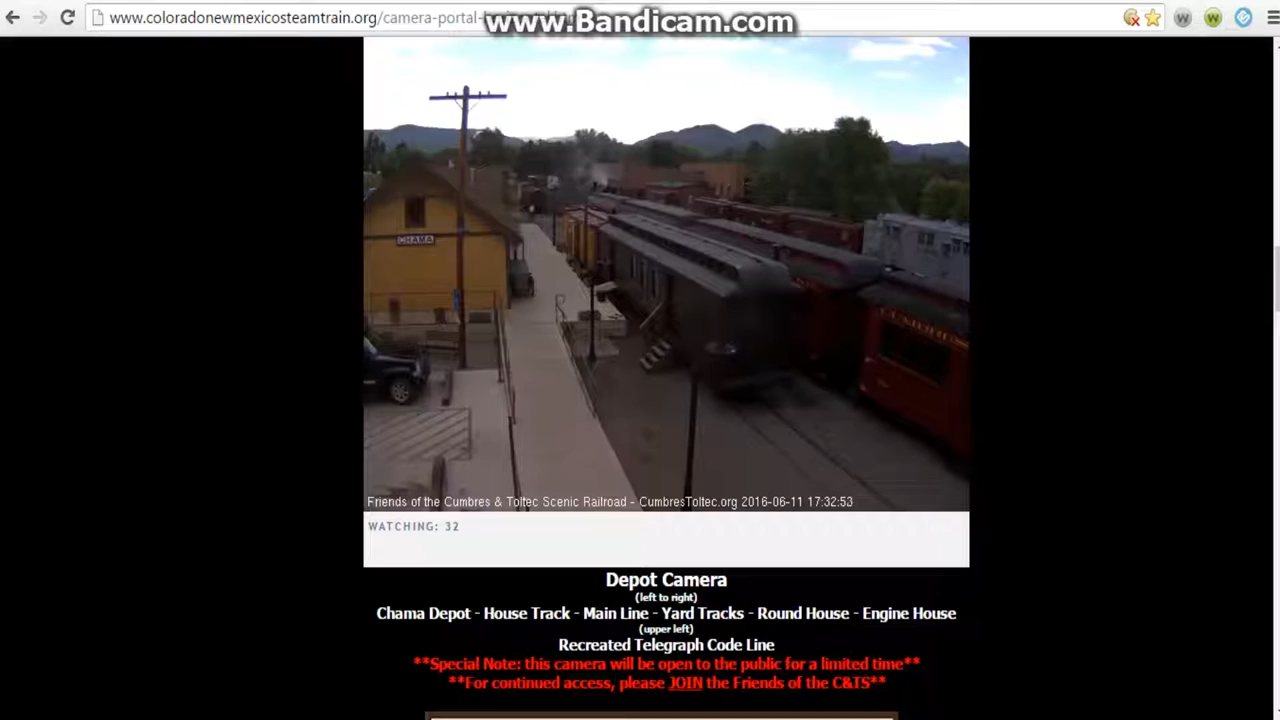 www.coloradonewmexicosteamtrain.org/camera-portal-
www.Bandicam.com
CHAMA
Friends of the Cumbres & Toltec Scenic Railroad - CumbresToltec.org 2016-06-11 17:32:53
WATCHING: 32
Depot Camera
(left to right)
Chama Depot - House Track - Main Line - Yard Tracks - Round House - Engine House
(upper left)
Recreated Telegraph Code Line
**Special Note: this camera will be open to the public for a limited time**
**For continued access, please JOIN the Friends of the C&TS**